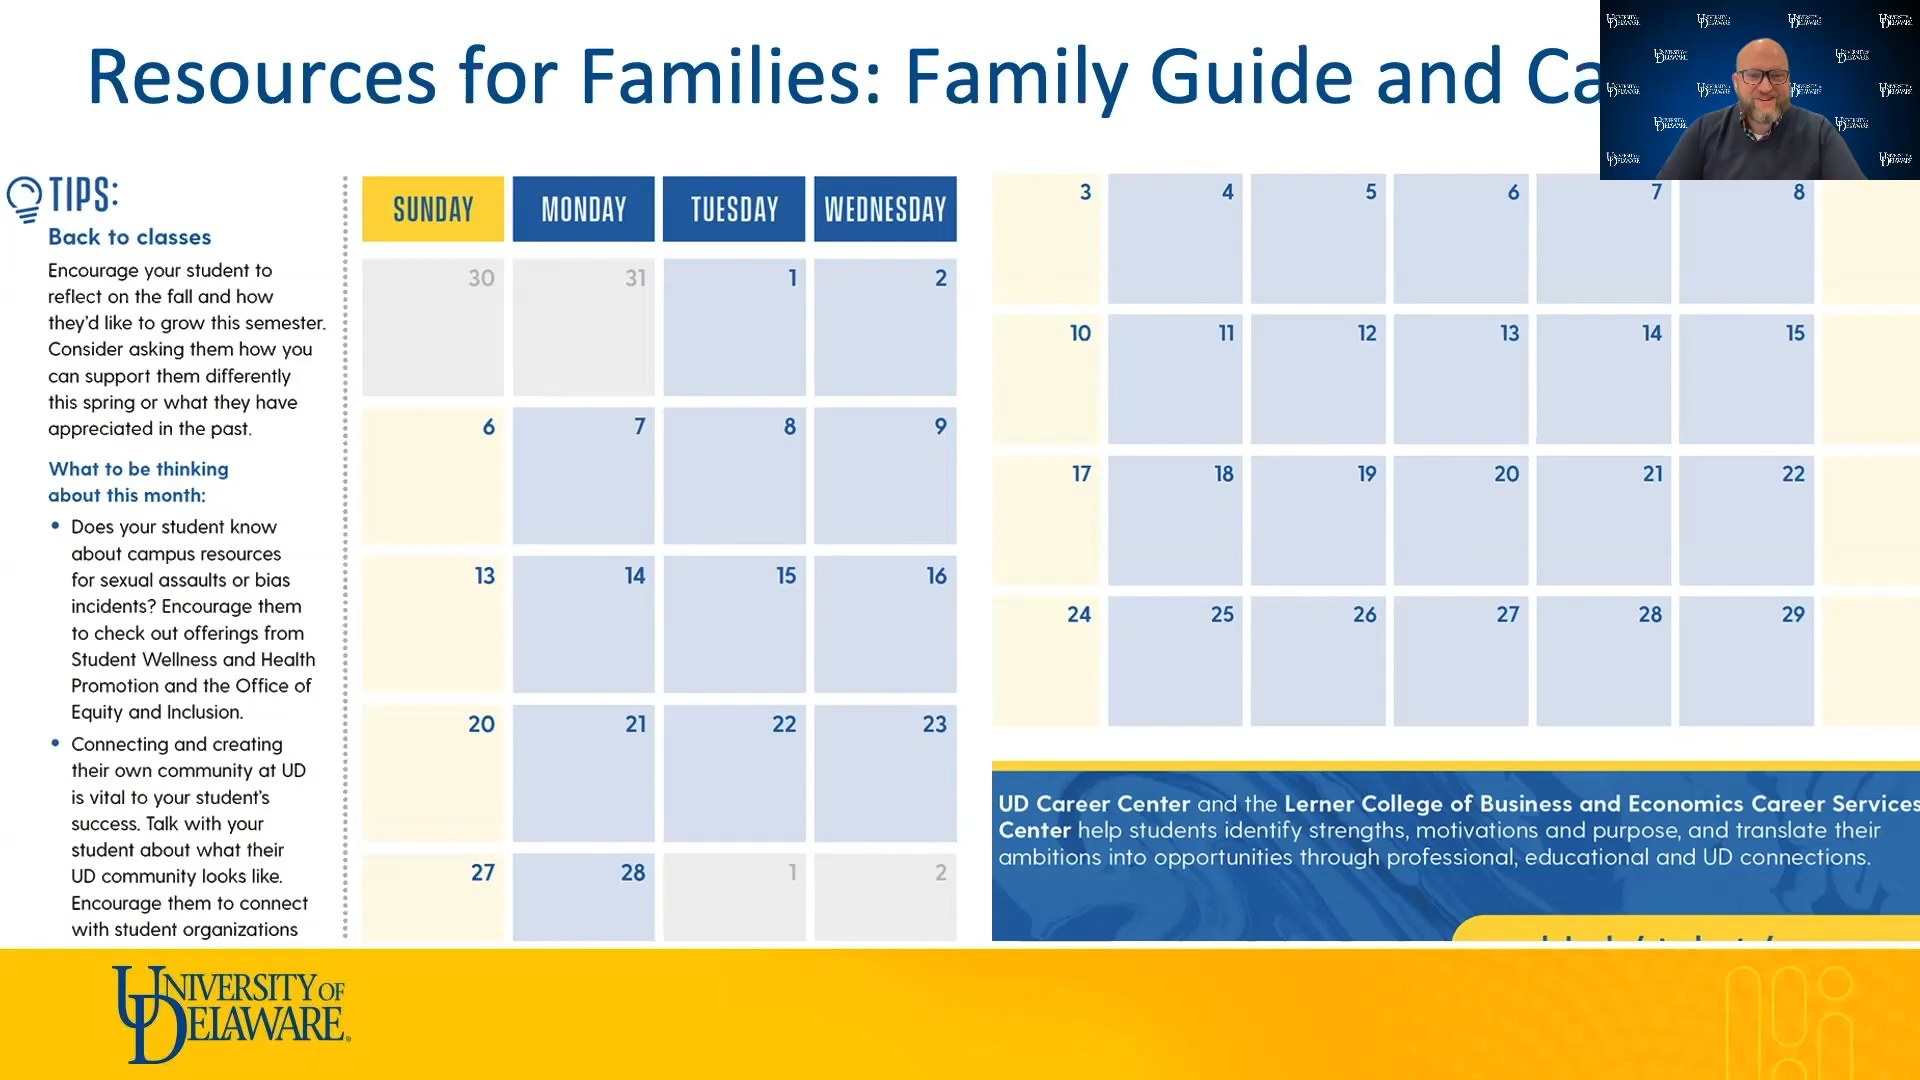 Resources for Families: Family Guide and Ca
TIPS:
Back to classes
Encourage your student to
reflect on the fall and how
they'd like to grow this semester.
Consider asking them how you
can support them differently
this spring or what they have
appreciated in the past.
What to be thinking
about this month:
• Does your student know
about campus resources
for sexual assaults or bias
incidents? Encourage them
to check out offerings from
Student Wellness and Health
Promotion and the Office of
Equity and Inclusion.
• Connecting and creating
their own community at UD
is vital to your student's
success. Talk with your
student about what their
UD community looks like.
Encourage them to connect
with student organizations
SUNDAY MONDAY TUESDAY WEDNESDAY
30 31 1 2
6 7 8 9
13 14 15 16
20 21 22 23
27 28 1 2
3 4 5 6 7 8
10 11 12 13 14 15
17 18 19 20 21 22
24 25 26 27 28 29
UD Career Center and the Lerner College of Business and Economics Career Services
Center help students identify strengths, motivations and purpose, and translate their
ambitions into opportunities through professional, educational and UD connections.
UNIVERSITY OF
DELAWARE
UNIVERSITY OF
DELAWARE